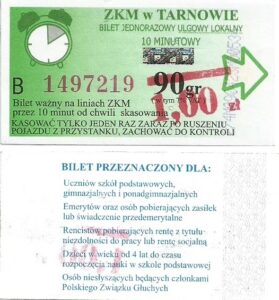 ZKM w TARNOWIE
BILET JEDNORAZOWY ULGOWY LOKALNY
10 MINUTOWY
B 1497219 90 gr
1,00 zł
Bilet ważny na liniach ZKM
przez 10 minut od chwili skasowania
KASOWAĆ TYLKO JEDEN RAZ ZARAZ PO RUSZENIU
POJAZDU Z PRZYSTANKU, ZACHOWAĆ DO KONTROLI
BILET PRZEZNACZONY DLA:
Uczniów szkół podstawowych,
gimnazjalnych i ponadgimnazjalnych
Emerytów oraz osób pobierających zasiłek
lub świadczenie przedemerytalne
Rencistów pobierających rentę z tytułu
niezdolności do pracy lub rentę socjalną
Dzieci w wieku od 4 lat do czasu
rozpoczęcia nauki w szkole podstawowej
Osób niesłyszących będących członkami
Polskiego Związku Głuchych